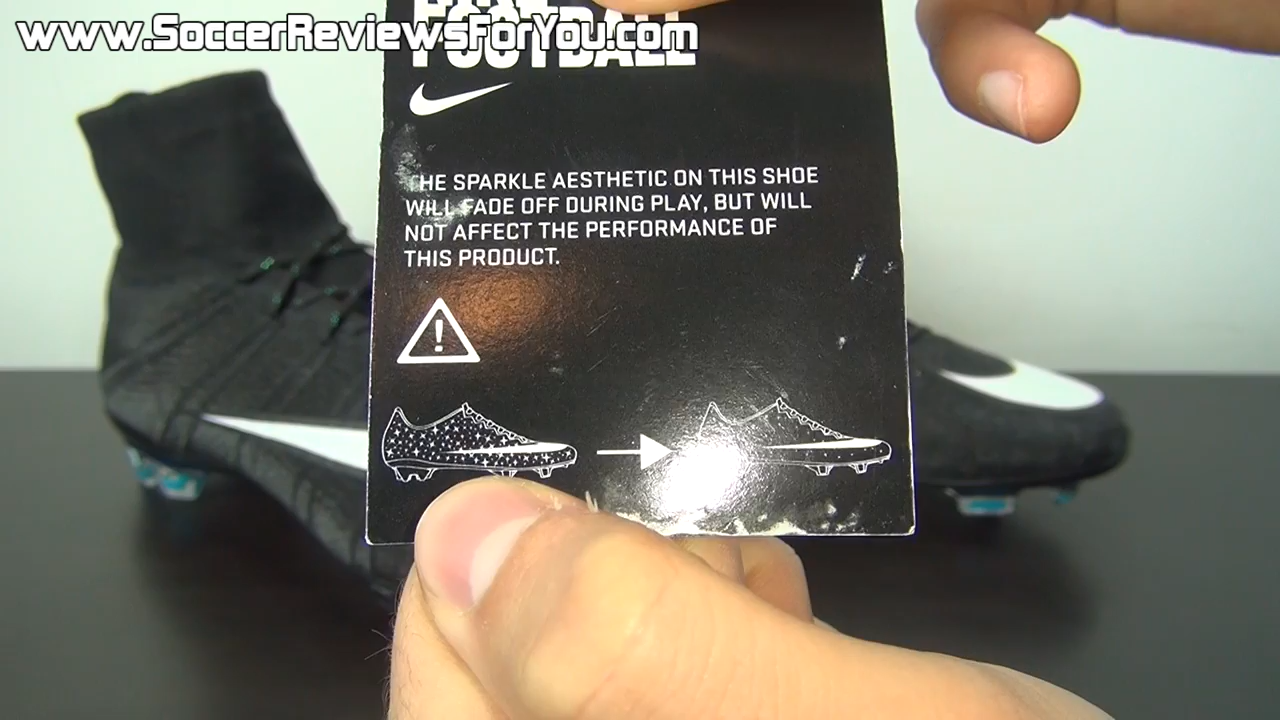 www.SoccerReviewsForYou.com
FOOTBALL
THE SPARKLE AESTHETIC ON THIS SHOE
WILL FADE OFF DURING PLAY, BUT WILL
NOT AFFECT THE PERFORMANCE OF
THIS PRODUCT.
!